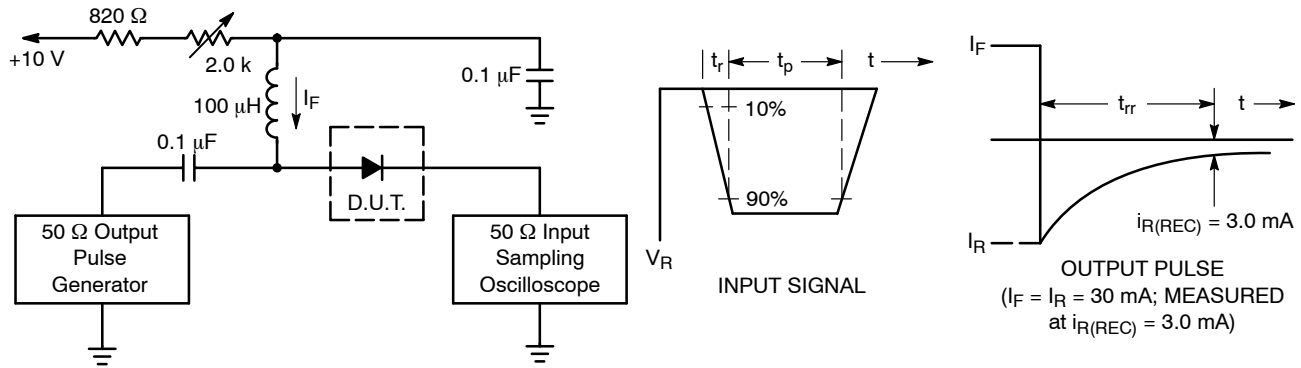 820 Ω
+10 V
2.0 k
100 μH
I_F
0.1 μF
0.1 μF
D.U.T.
50 Ω Output
Pulse
Generator
50 Ω Input
Sampling
Oscilloscope
t_r
t_p
t
10%
90%
V_R
INPUT SIGNAL
I_F
t_rr
t
i_R(REC) = 3.0 mA
I_R
OUTPUT PULSE
(I_F = I_R = 30 mA; MEASURED
at i_R(REC) = 3.0 mA)